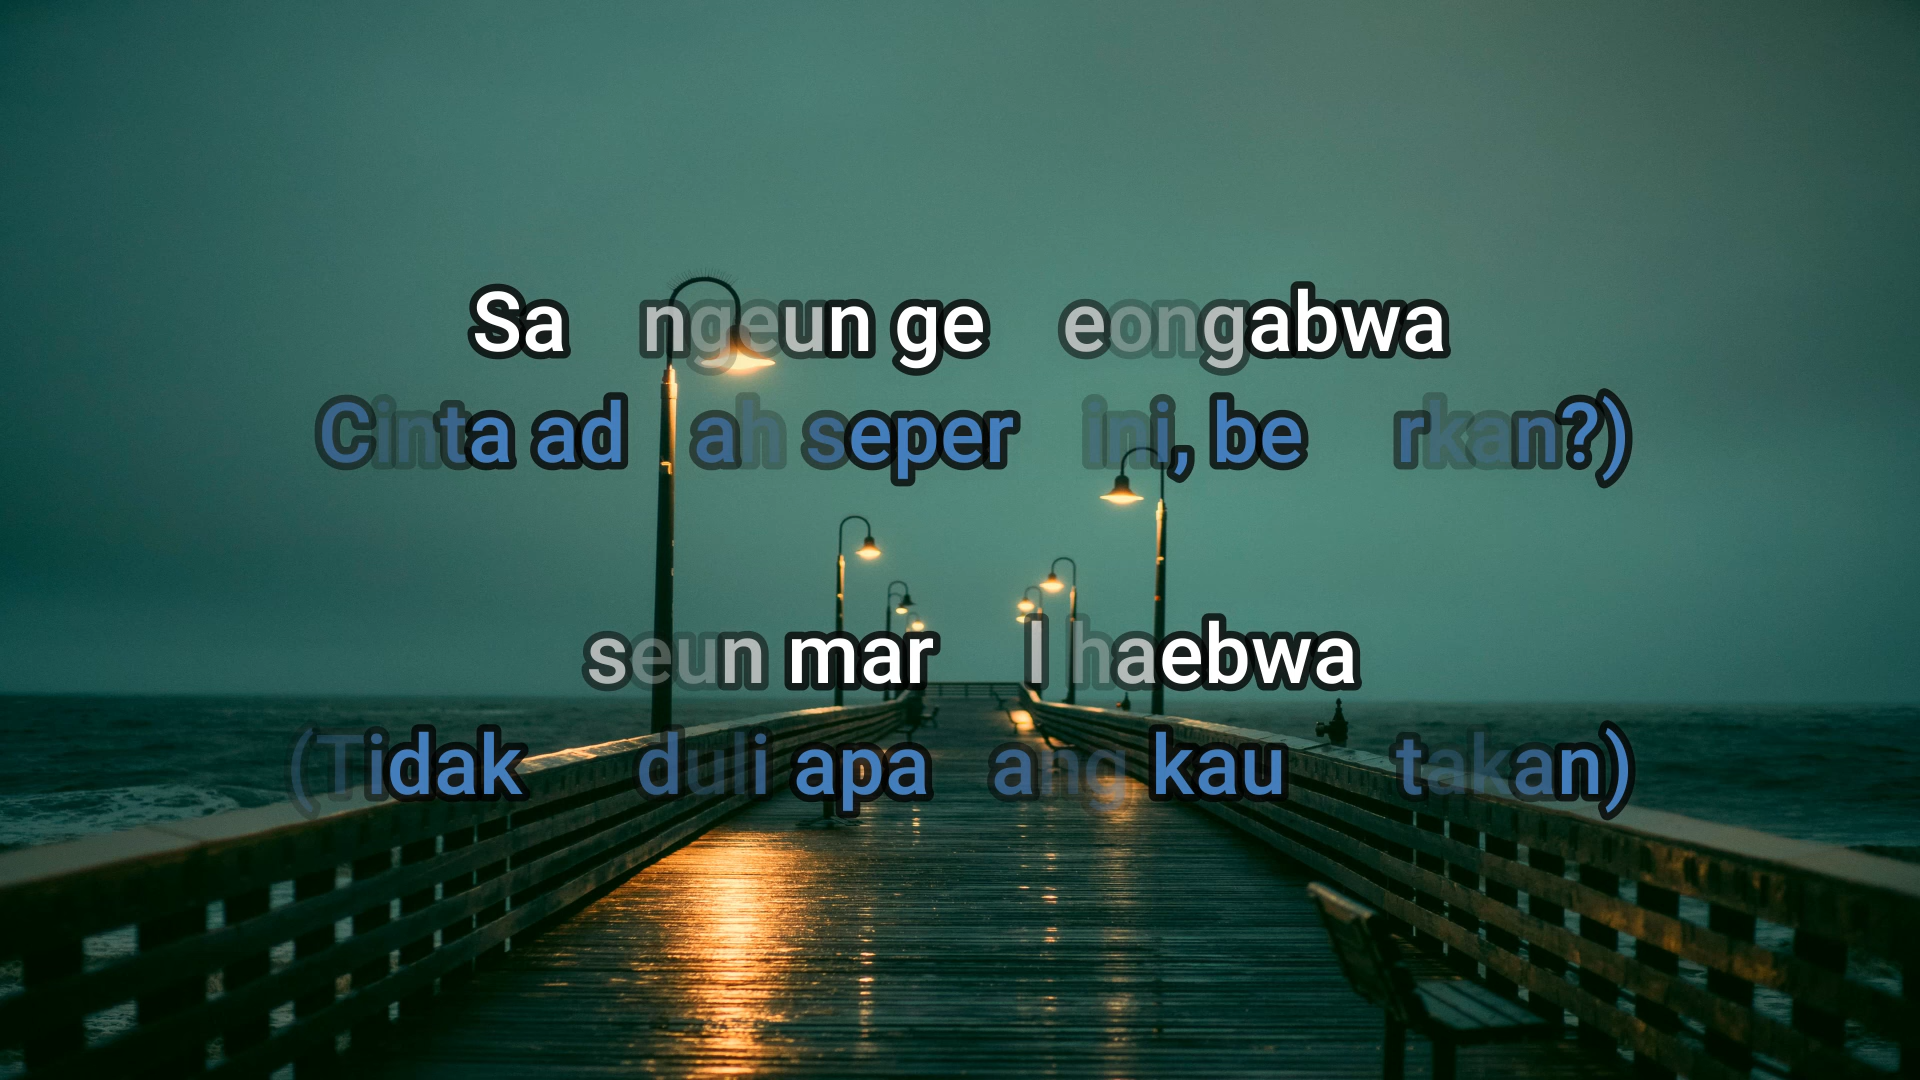 Sa ngeun ge eongabwa
Cinta ad ah seper ini, be rkan?)
seun mar l haebwa
(Tidak duli apa ang kau takan)